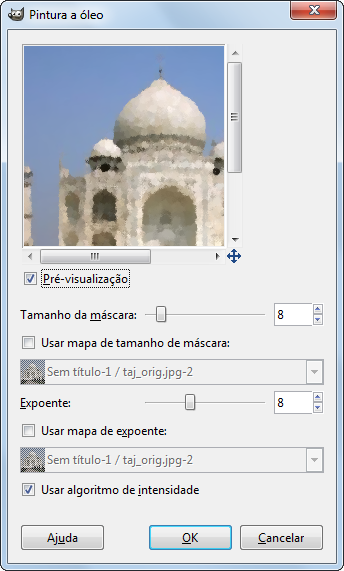 Pintura a óleo
Pré-visualização
Tamanho da máscara: 8
Usar mapa de tamanho de máscara:
Sem título-1 / taj_orig.jpg-2
Expoente: 8
Usar mapa de expoente:
Sem título-1 / taj_orig.jpg-2
Usar algoritmo de intensidade
Ajuda OK Cancelar